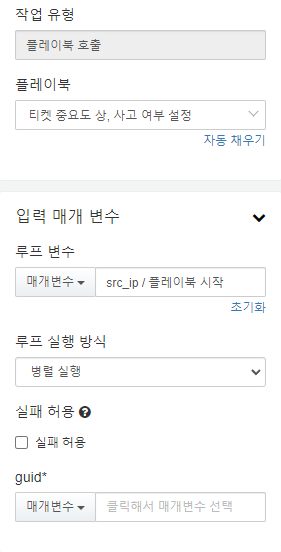 작업 유형
플레이북 호출
플레이북
티켓 중요도 상, 사고 여부 설정
자동 채우기
입력 매개 변수
루프 변수
매개변수 src_ip / 플레이북 시작
초기화
루프 실행 방식
병렬 실행
실패 허용 ?
실패 허용
guid*
매개변수 클릭해서 매개변수 선택